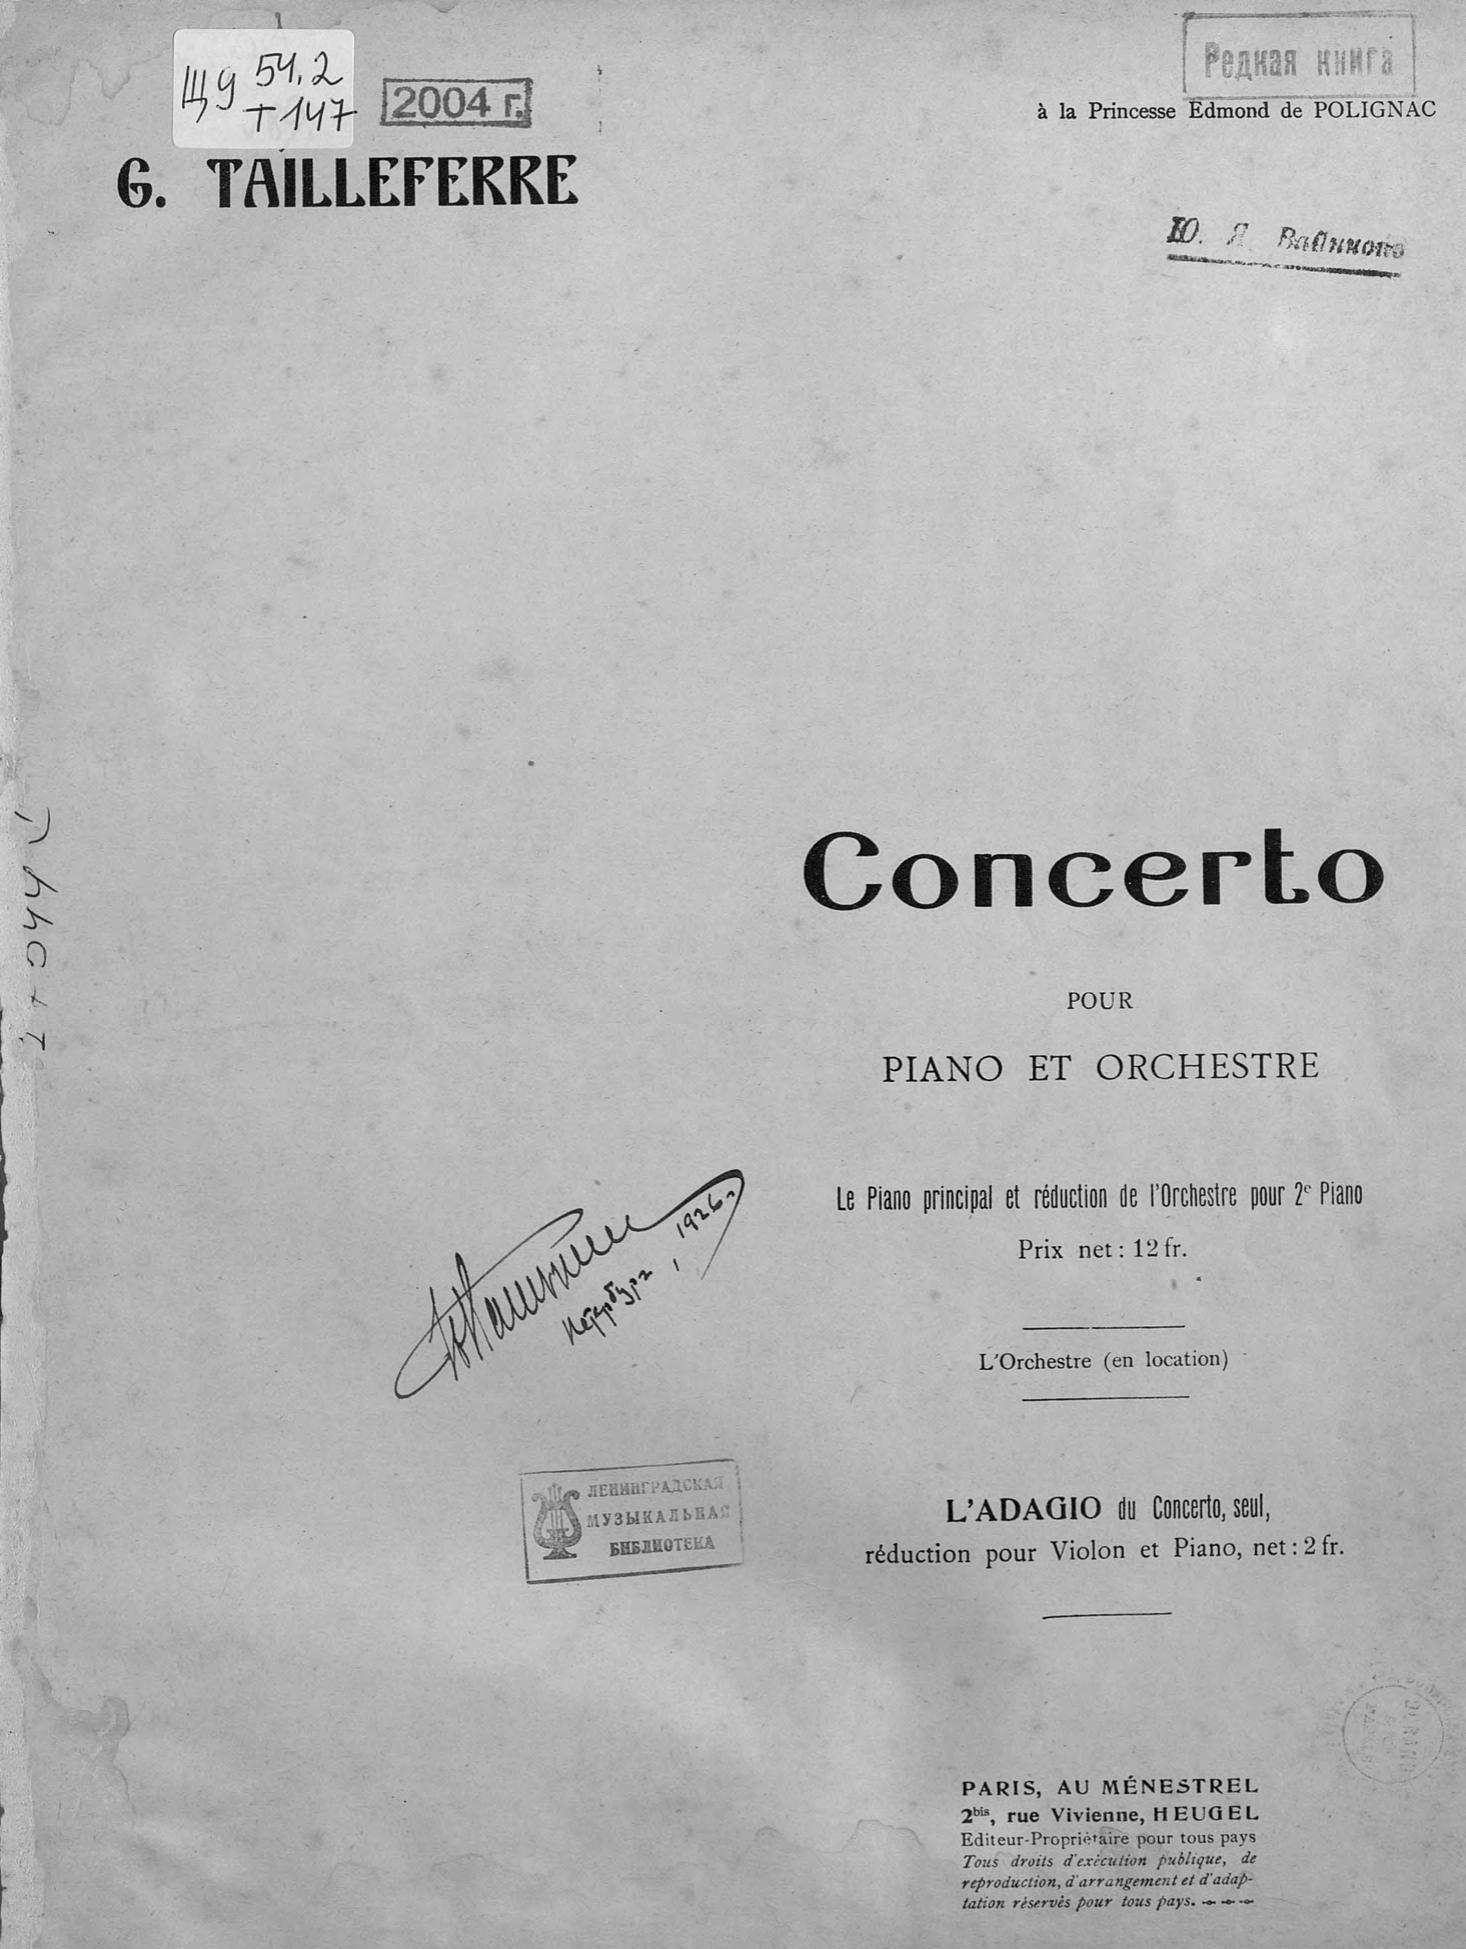 Щ9 54.2
Т 147
2004 г.
Редкая книга
à la Princesse Edmond de POLIGNAC
G. TAILLEFERRE
Ю. Я.
Concerto
POUR
PIANO ET ORCHESTRE
Le Piano principal et réduction de l'Orchestre pour 2e Piano
Prix net : 12 fr.
1926
L'Orchestre (en location)
ЛЕНИНГРАДСКАЯ
МУЗЫКАЛЬНАЯ
БИБЛИОТЕКА
L'ADAGIO du Concerto, seul,
réduction pour Violon et Piano, net : 2 fr.
PARIS, AU MÉNESTREL
2bis, rue Vivienne, HEUGEL
Editeur-Propriétaire pour tous pays
Tous droits d'exécution publique, de
reproduction, d'arrangement et d'adap-
tation réservés pour tous pays.